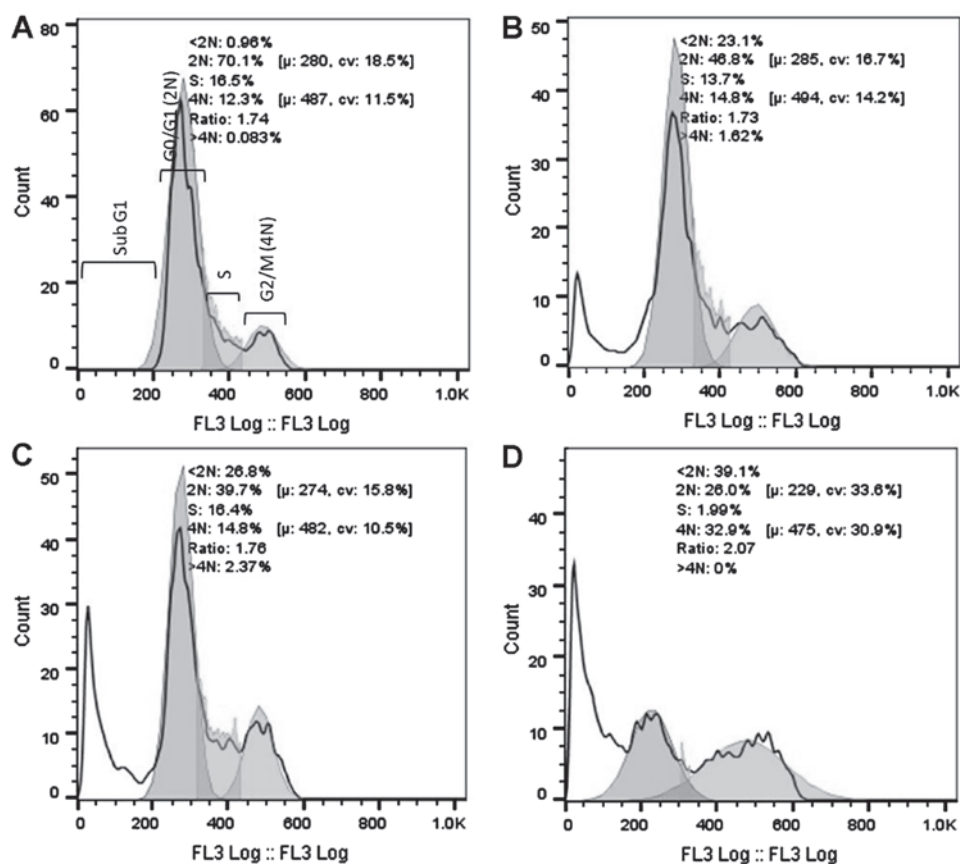 A
<2N: 0.96%
2N: 70.1% [µ: 280, cv: 18.5%]
S: 16.5%
4N: 12.3% [µ: 487, cv: 11.5%]
Ratio: 1.74
>4N: 0.083%
Sub G1
G0/G1 (2N)
S
G2/M (4N)
Count
80
60
40
20
0
0 200 400 600 800 1.0K
FL3 Log :: FL3 Log
B
<2N: 23.1%
2N: 46.8% [µ: 285, cv: 16.7%]
S: 13.7%
4N: 14.8% [µ: 494, cv: 14.2%]
Ratio: 1.73
>4N: 1.62%
Count
50
40
30
20
10
0
0 200 400 600 800 1.0K
FL3 Log :: FL3 Log
C
<2N: 26.8%
2N: 39.7% [µ: 274, cv: 15.8%]
S: 16.4%
4N: 14.8% [µ: 482, cv: 10.5%]
Ratio: 1.76
>4N: 2.37%
Count
50
40
30
20
10
0
0 200 400 600 800 1.0K
FL3 Log :: FL3 Log
D
<2N: 39.1%
2N: 26.0% [µ: 229, cv: 33.6%]
S: 1.99%
4N: 32.9% [µ: 475, cv: 30.9%]
Ratio: 2.07
>4N: 0%
Count
40
30
20
10
0
0 200 400 600 800 1.0K
FL3 Log :: FL3 Log